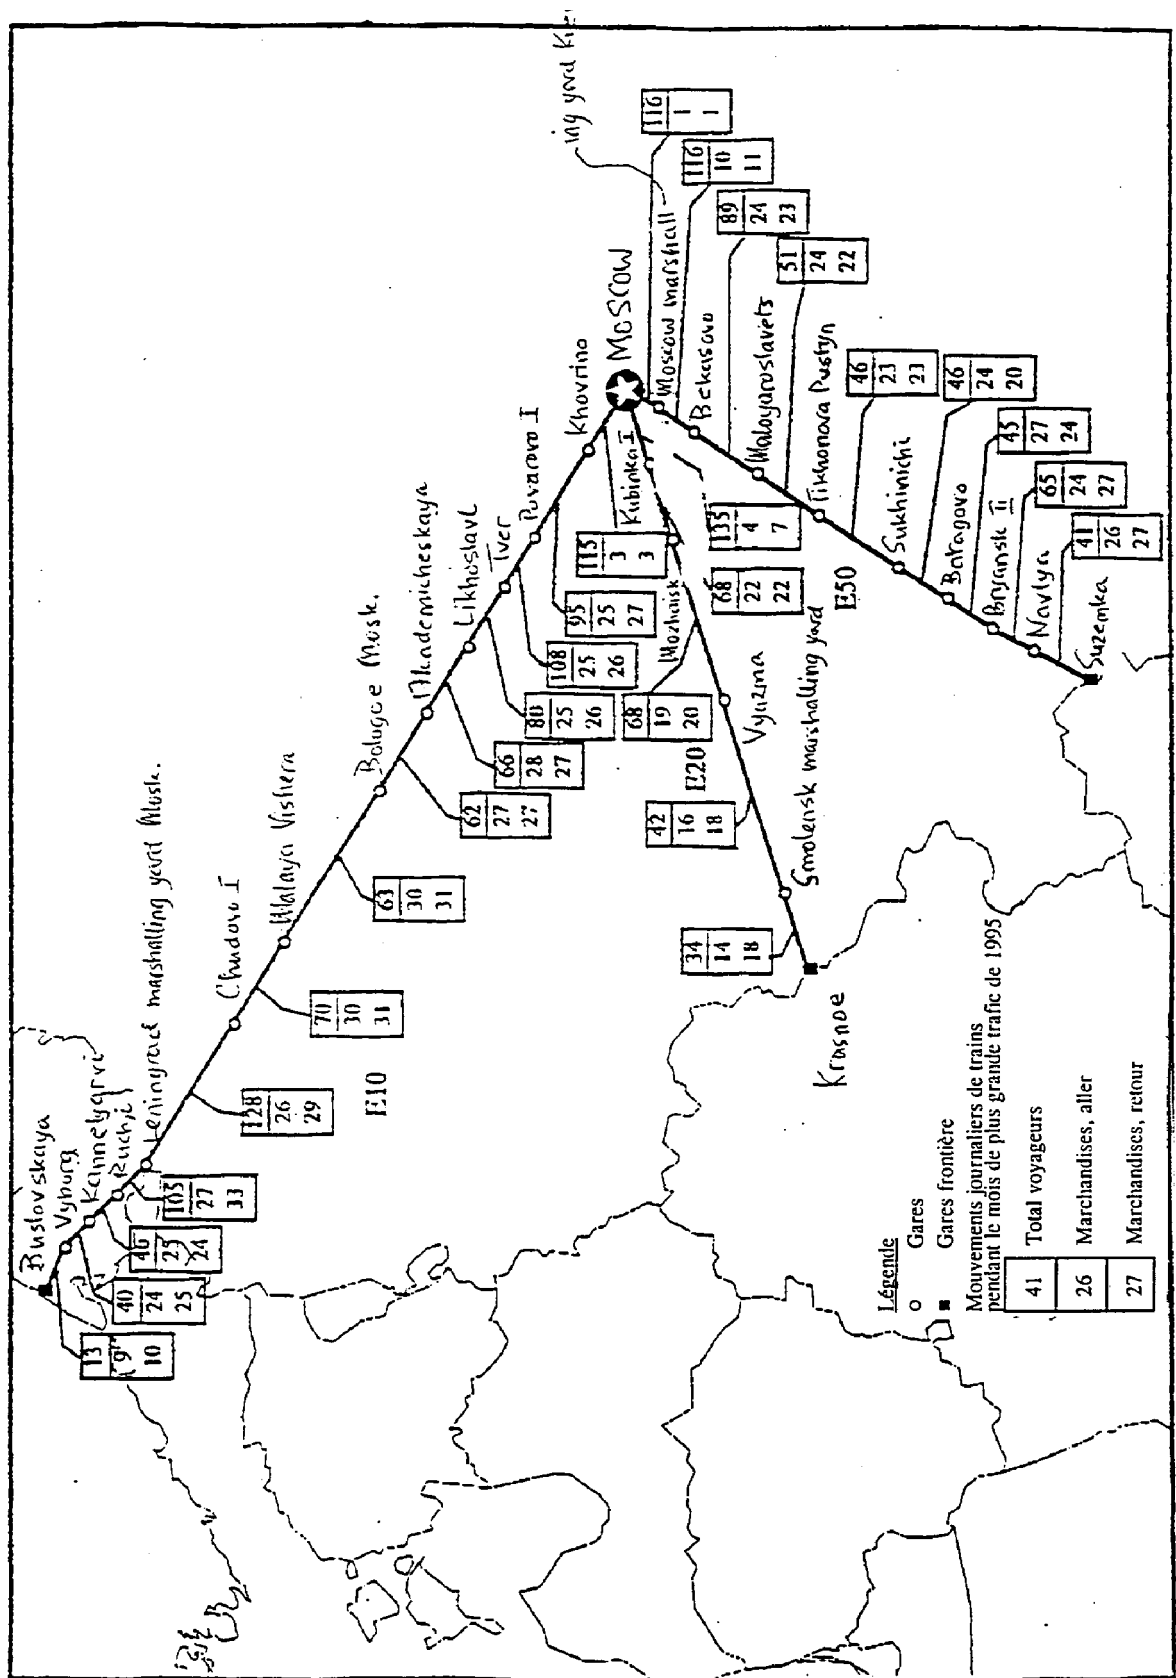 Buslovskaya
Vyburg
Kannelyarvi
Ruchji
Leningrad marshalling yard Mosk.
Chudovo I
Malaya Vishera
Bologoe Mosk.
Akademicheskaya
Likhoslavl
Tver
Povarovo I
Khovrino
MOSCOW
13
9
10
40
24
25
46
23
24
103
27
33
128
26
29
E10
70
30
31
63
30
31
62
27
27
66
28
27
80
25
26
108
25
26
95
25
27
115
3
3
Kubinka I
Mozhaisk
Vyazma
Smolensk marshalling yard
Krasnoe
135
4
7
68
22
22
68
19
20
E20
42
16
18
34
14
18
Moscow marshall
ing yard
Bekasovo
Maloyaroslavets
Tikhonova Pustyn
Sukhinichi
Batagovo
Bryansk II
Navlya
Suzemka
116
1
1
116
10
11
89
24
23
51
24
22
46
23
23
46
24
20
45
27
24
65
24
27
41
26
27
E50
Légende
Gares
Gares frontière
Mouvements journaliers de trains
pendant le mois de plus grande trafic de 1995
41 Total voyageurs
26 Marchandises, aller
27 Marchandises, retour